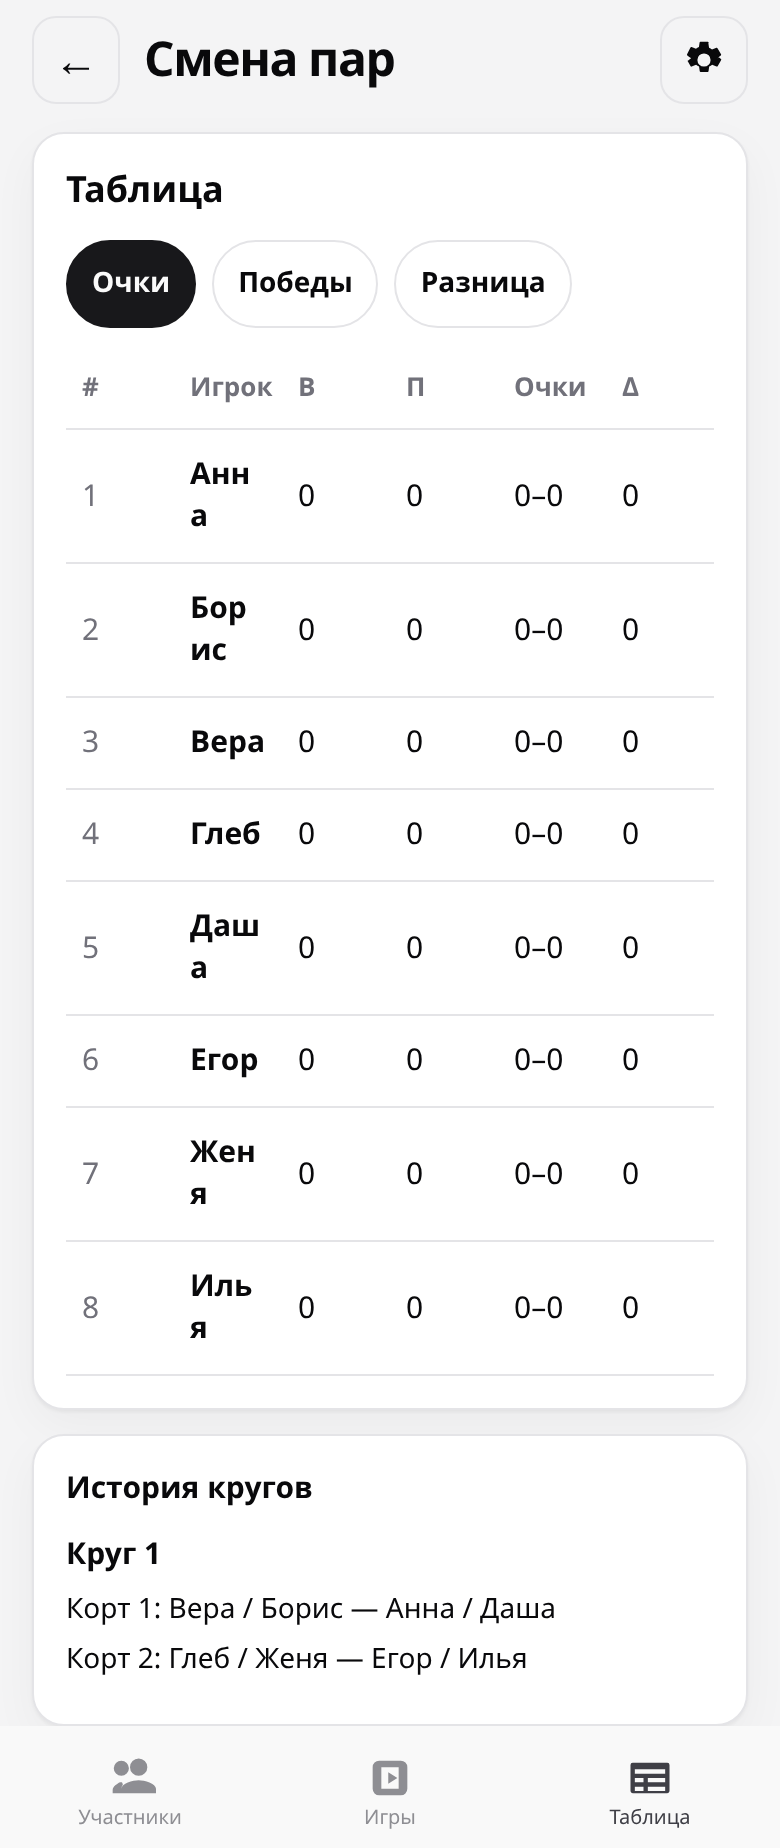 ← Смена пар
Таблица
Очки Победы Разница
# Игрок В П Очки Δ
1 Анн
а 0 0 0–0 0
2 Бор
ис 0 0 0–0 0
3 Вера 0 0 0–0 0
4 Глеб 0 0 0–0 0
5 Даш
а 0 0 0–0 0
6 Егор 0 0 0–0 0
7 Жен
я 0 0 0–0 0
8 Иль
я 0 0 0–0 0
История кругов
Круг 1
Корт 1: Вера / Борис — Анна / Даша
Корт 2: Глеб / Женя — Егор / Илья
Участники Игры Таблица